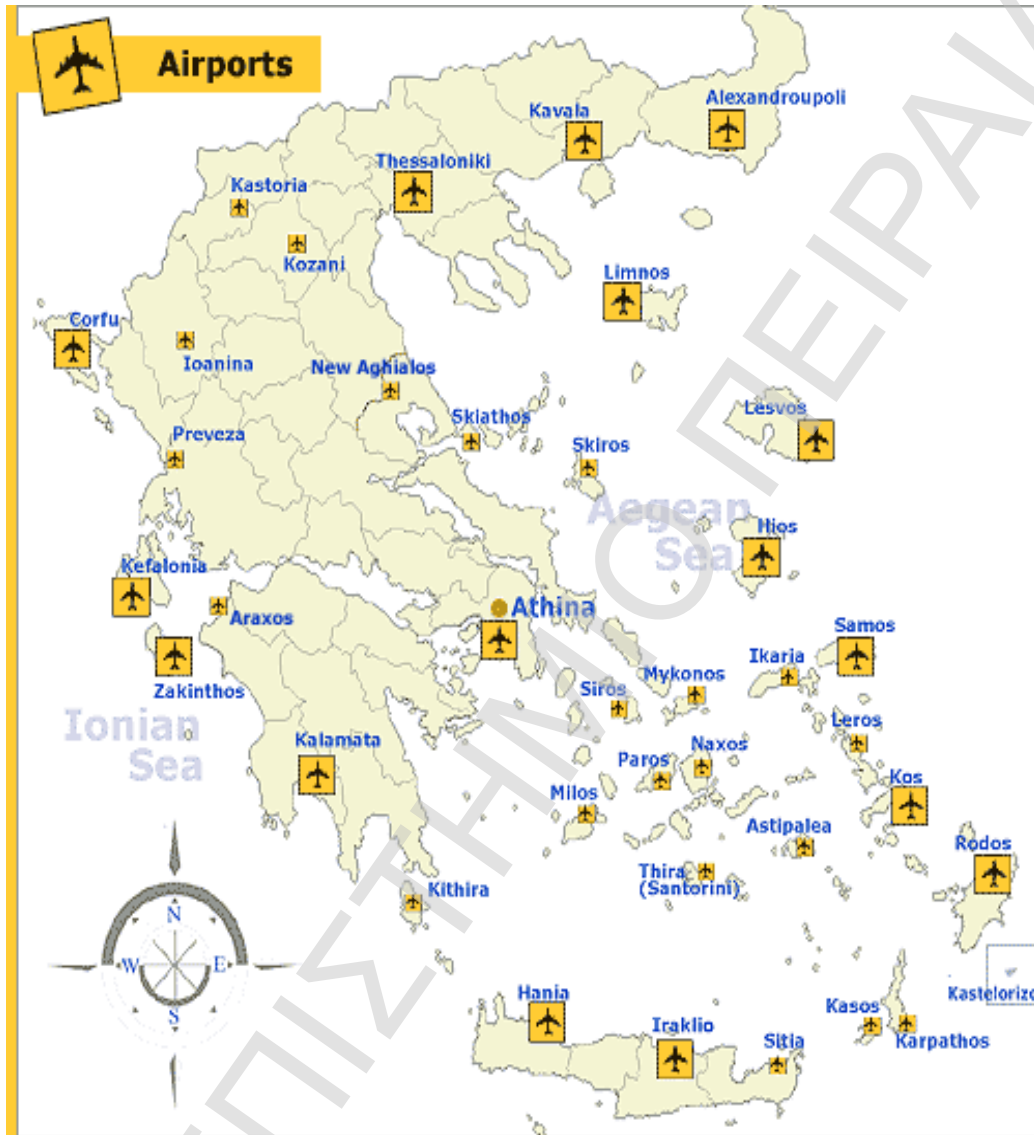 Airports
Alexandroupoli
Kavala
Thessaloniki
Kastoria
Kozani
Limnos
Corfu
Ioanina
New Aghialos
Lesvos
Skiathos
Preveza
Skiros
Aegean
Sea
Hios
Kefalonia
Athina
Araxos
Samos
Ikaria
Mykonos
Zakinthos
Siros
Ionian
Sea
Leros
Kalamata
Naxos
Paros
Kos
Milos
Astipalea
Rodos
Thira
(Santorini)
Kithira
N
W
E
S
Hania
Kastelorizo
Kasos
Iraklio
Karpathos
Sitia
ΠΙΣΤΗΜΙΟ ΠΕΙΡΑΙ